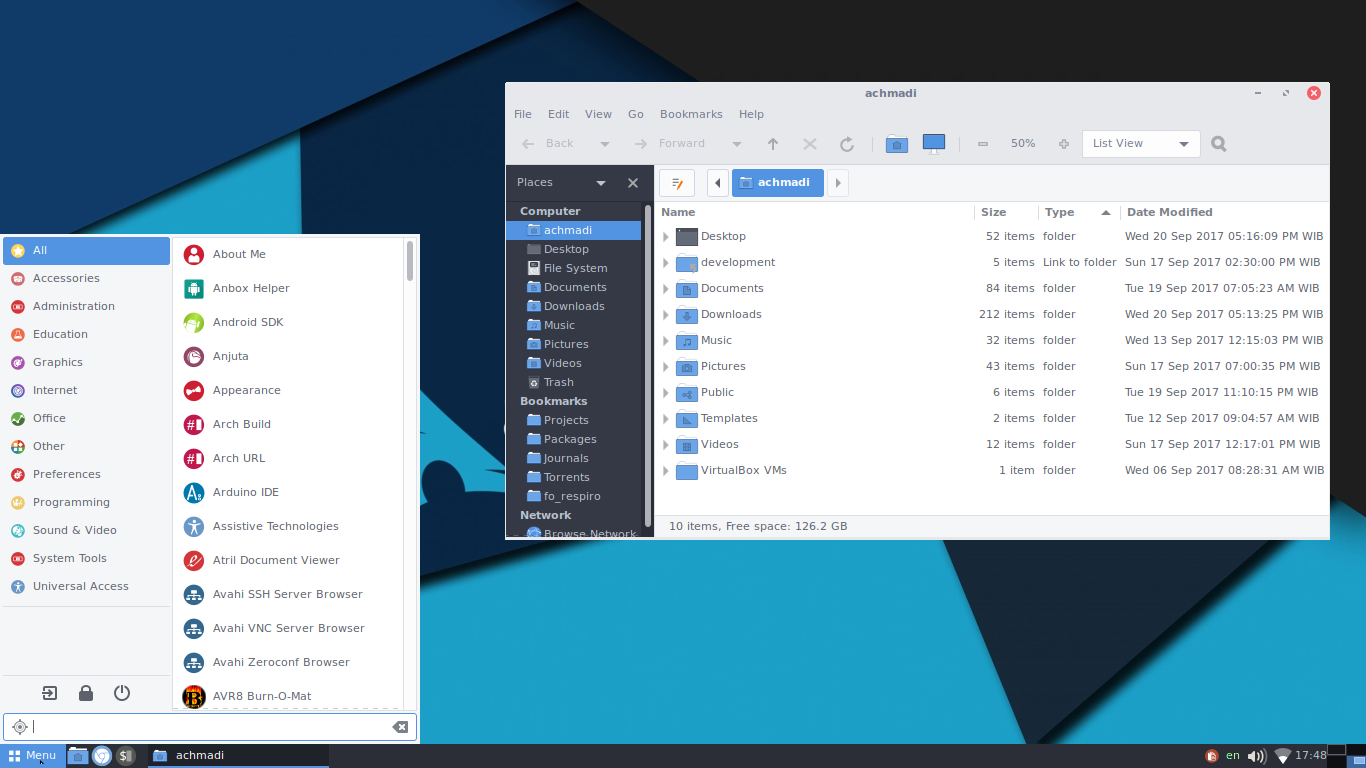 achmadi
File Edit View Go Bookmarks Help
Back Forward 50% List View
Places
achmadi
Name Size Type Date Modified
Computer
achmadi
Desktop
File System
Documents
Downloads
Music
Pictures
Videos
Trash
Bookmarks
Projects
Packages
Journals
Torrents
fo_respiro
Network
Browse Network
Desktop 52 items folder Wed 20 Sep 2017 05:16:09 PM WIB
development 5 items Link to folder Sun 17 Sep 2017 02:30:00 PM WIB
Documents 84 items folder Tue 19 Sep 2017 07:05:23 AM WIB
Downloads 212 items folder Wed 20 Sep 2017 05:13:25 PM WIB
Music 32 items folder Wed 13 Sep 2017 12:15:03 PM WIB
Pictures 43 items folder Sun 17 Sep 2017 07:00:35 PM WIB
Public 6 items folder Tue 19 Sep 2017 11:10:15 PM WIB
Templates 2 items folder Tue 12 Sep 2017 09:04:57 AM WIB
Videos 12 items folder Sun 17 Sep 2017 12:17:01 PM WIB
VirtualBox VMs 1 item folder Wed 06 Sep 2017 08:28:31 AM WIB
10 items, Free space: 126.2 GB
All
Accessories
Administration
Education
Graphics
Internet
Office
Other
Preferences
Programming
Sound & Video
System Tools
Universal Access
About Me
Anbox Helper
Android SDK
Anjuta
Appearance
Arch Build
Arch URL
Arduino IDE
Assistive Technologies
Atril Document Viewer
Avahi SSH Server Browser
Avahi VNC Server Browser
Avahi Zeroconf Browser
AVR8 Burn-O-Mat
Menu achmadi en 17:48